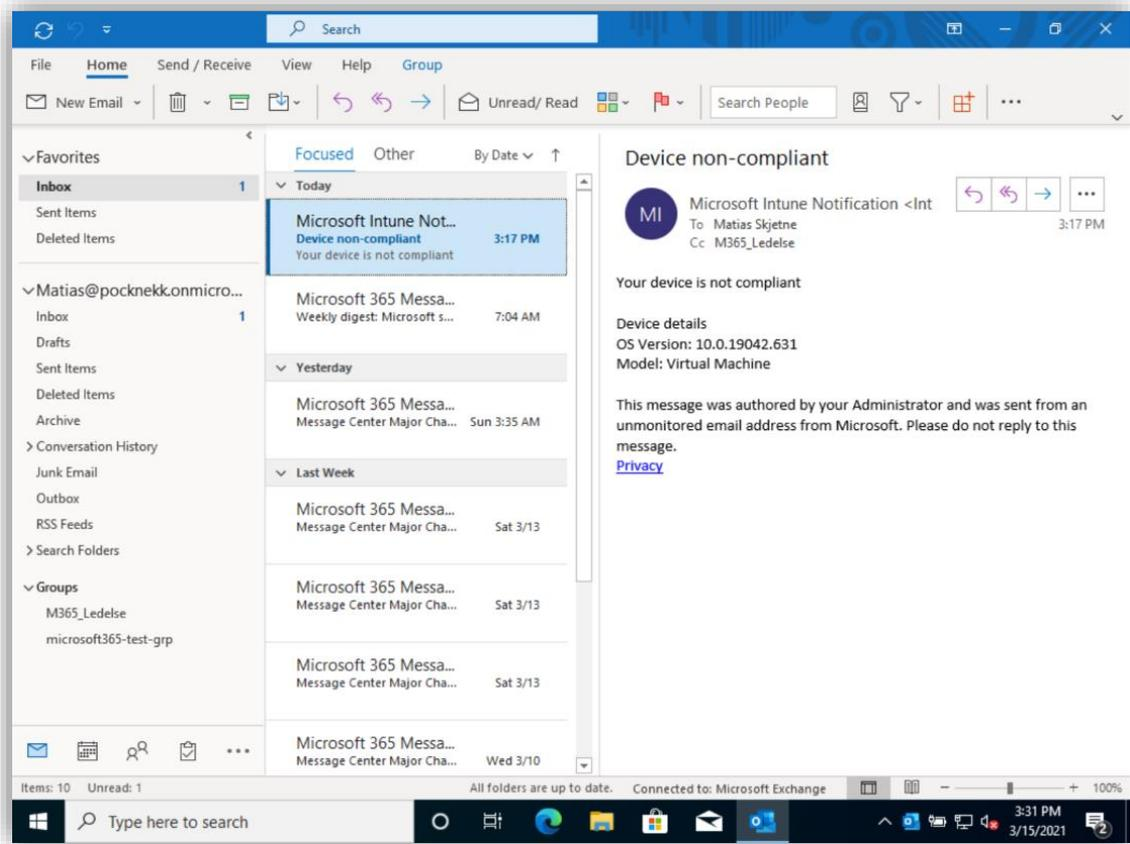 Search
File Home Send / Receive View Help Group
New Email Unread/ Read Search People
Favorites
Inbox 1
Sent Items
Deleted Items
Matias@pocknekk.onmicro...
Inbox 1
Drafts
Sent Items
Deleted Items
Archive
Conversation History
Junk Email
Outbox
RSS Feeds
Search Folders
Groups
M365_Ledelse
microsoft365-test-grp
Focused Other By Date
Today
Microsoft Intune Not...
Device non-compliant 3:17 PM
Your device is not compliant
Microsoft 365 Messa...
Weekly digest: Microsoft s... 7:04 AM
Yesterday
Microsoft 365 Messa...
Message Center Major Cha... Sun 3:35 AM
Last Week
Microsoft 365 Messa...
Message Center Major Cha... Sat 3/13
Microsoft 365 Messa...
Message Center Major Cha... Sat 3/13
Microsoft 365 Messa...
Message Center Major Cha... Sat 3/13
Microsoft 365 Messa...
Message Center Major Cha... Wed 3/10
Device non-compliant
MI
Microsoft Intune Notification <Int
To Matias Skjetne 3:17 PM
Cc M365_Ledelse
Your device is not compliant
Device details
OS Version: 10.0.19042.631
Model: Virtual Machine
This message was authored by your Administrator and was sent from an
unmonitored email address from Microsoft. Please do not reply to this
message.
Privacy
Items: 10 Unread: 1 All folders are up to date. Connected to: Microsoft Exchange 100%
Type here to search
3:31 PM
3/15/2021
2